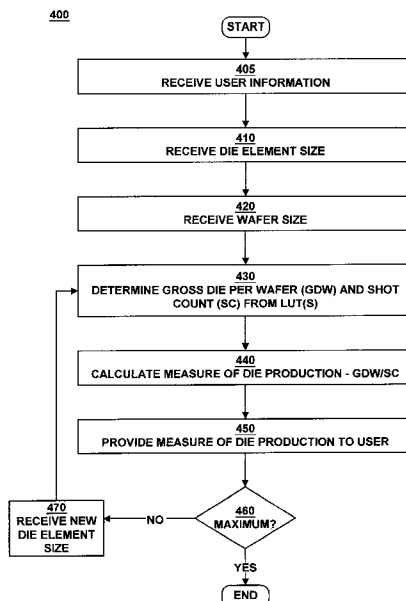 400
START
405
RECEIVE USER INFORMATION
410
RECEIVE DIE ELEMENT SIZE
420
RECEIVE WAFER SIZE
430
DETERMINE GROSS DIE PER WAFER (GDW) AND SHOT
COUNT (SC) FROM LUT(S)
440
CALCULATE MEASURE OF DIE PRODUCTION - GDW/SC
450
PROVIDE MEASURE OF DIE PRODUCTION TO USER
460
MAXIMUM?
NO
470
RECEIVE NEW
DIE ELEMENT
SIZE
YES
END